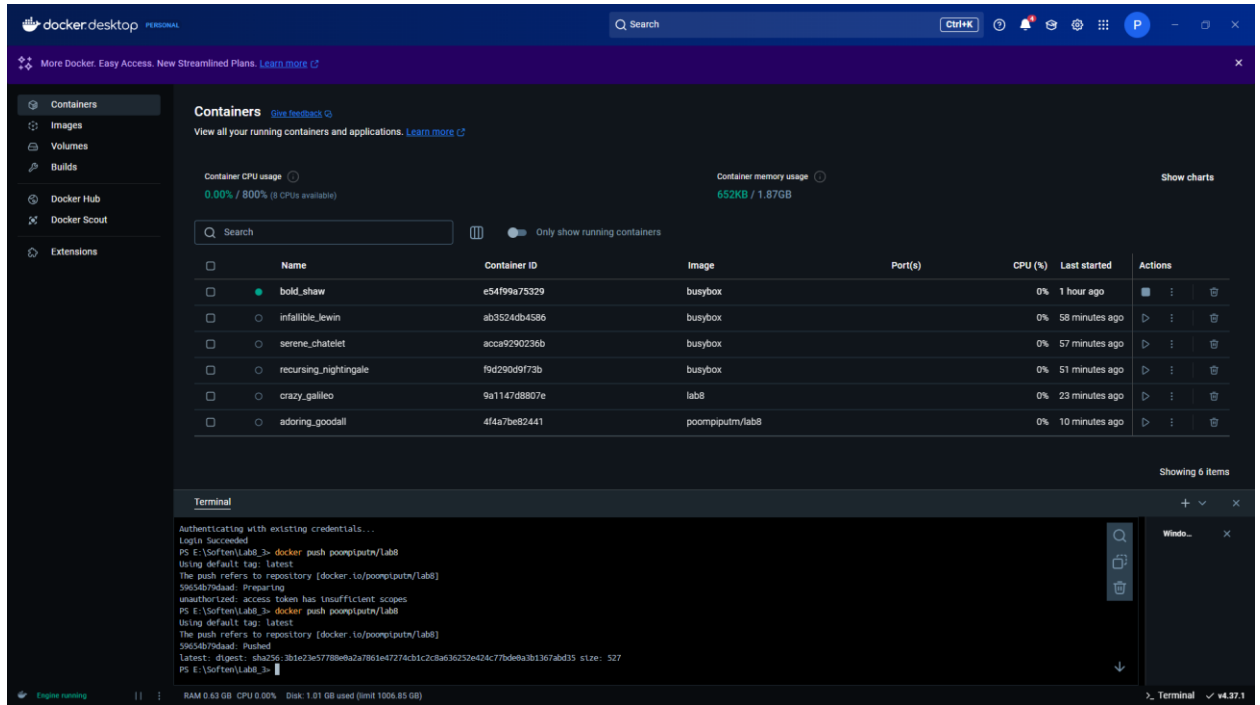 docker.desktop PERSONAL
Search
Ctrl+K
P
More Docker. Easy Access. New Streamlined Plans. Learn more
Containers
Images
Volumes
Builds
Docker Hub
Docker Scout
Extensions
Containers Give feedback
View all your running containers and applications. Learn more
Container CPU usage
0.00% / 800% (8 CPUs available)
Container memory usage
652KB / 1.87GB
Show charts
Search
Only show running containers
Name Container ID Image Port(s) CPU (%) Last started Actions
bold_shaw e54f99a75329 busybox 0% 1 hour ago
infallible_lewin ab3524db4586 busybox 0% 58 minutes ago
serene_chatelet acca9290236b busybox 0% 57 minutes ago
recursing_nightingale f9d290d9f73b busybox 0% 51 minutes ago
crazy_galileo 9a1147d8807e lab8 0% 23 minutes ago
adoring_goodall 4f4a7be82441 poompiputm/lab8 0% 10 minutes ago
Showing 6 items
Terminal
Windo...
Authenticating with existing credentials...
Login Succeeded
PS E:\Soften\Lab8_3> docker push poompiputm/lab8
Using default tag: latest
The push refers to repository [docker.io/poompiputm/lab8]
59654b79daad: Preparing
unauthorized: access token has insufficient scopes
PS E:\Soften\Lab8_3> docker push poompiputm/lab8
Using default tag: latest
The push refers to repository [docker.io/poompiputm/lab8]
59654b79daad: Pushed
latest: digest: sha256:3b1e23e57788e0a2a7861e47274cb1c2c8a636252e424c77bde0a3b1367abd35 size: 527
PS E:\Soften\Lab8_3>
Engine running
RAM 0.63 GB CPU 0.00% Disk: 1.01 GB used (limit 1006.85 GB)
>_ Terminal
v4.37.1